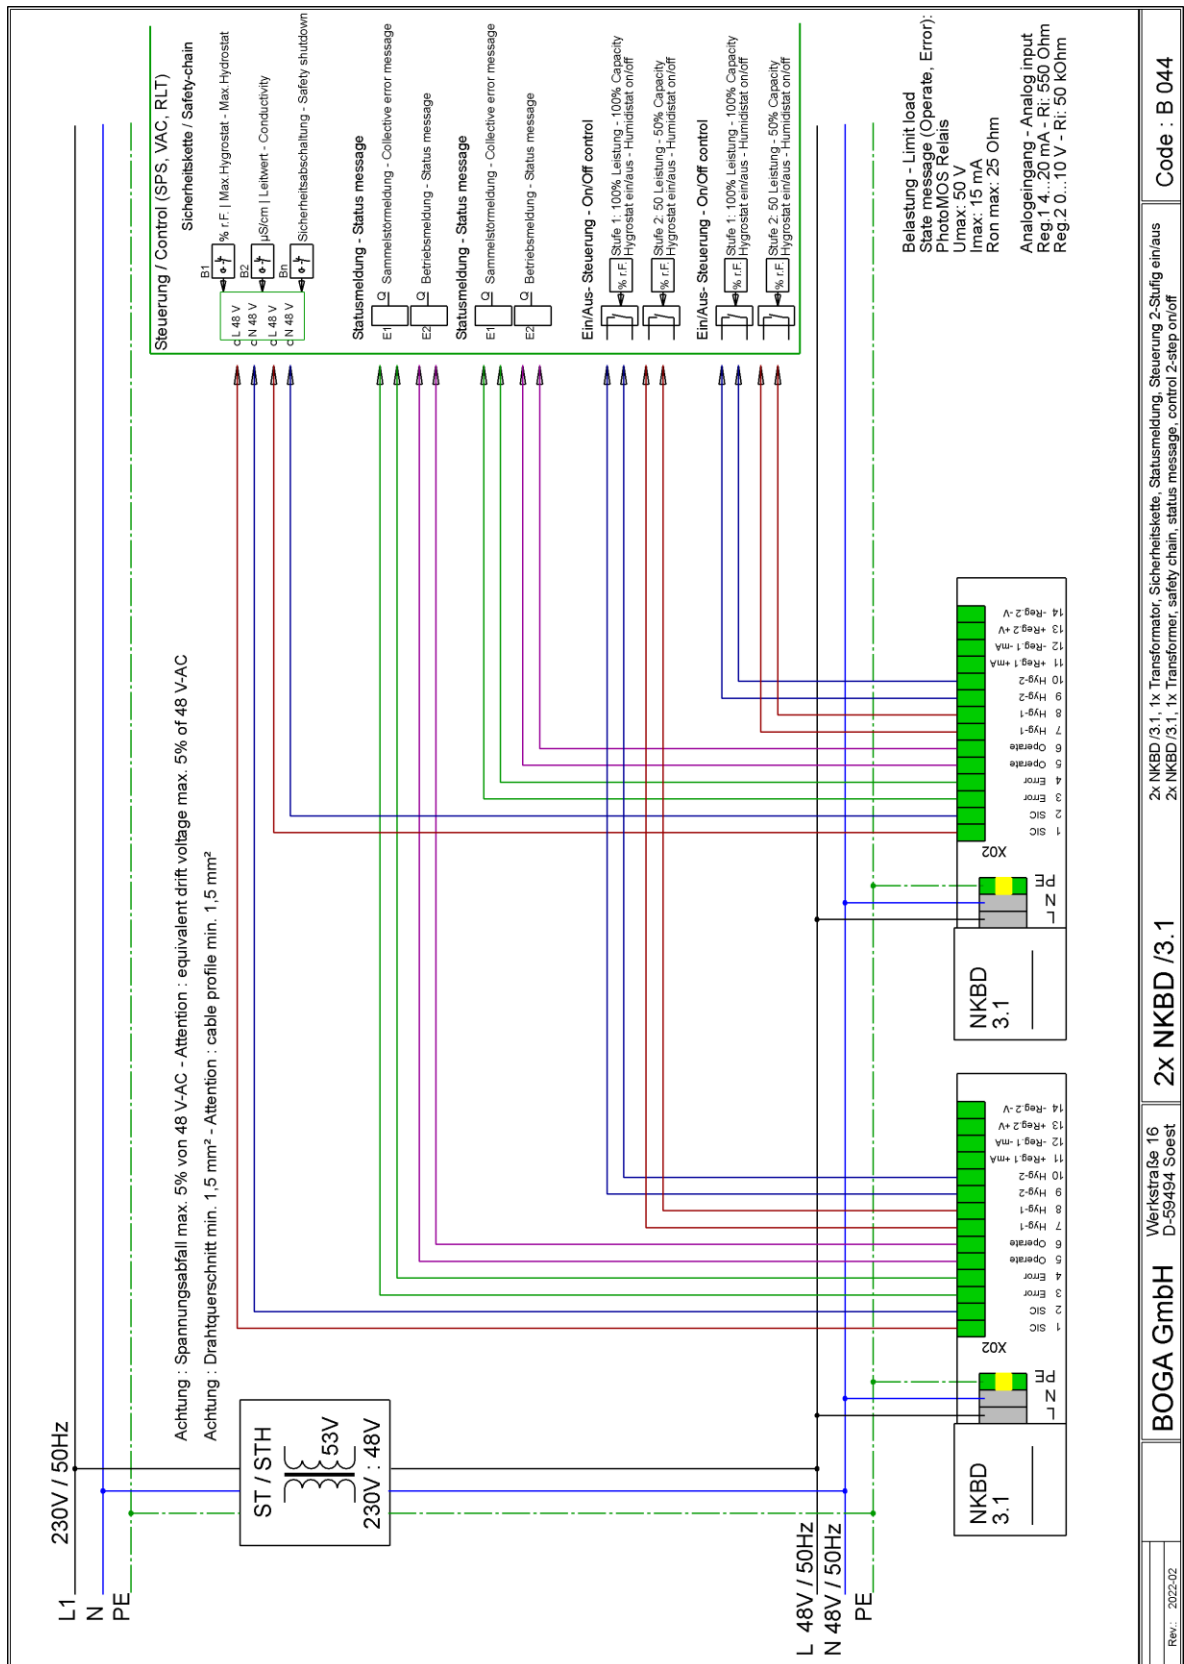 L1
230V / 50Hz
N
PE
Achtung : Spannungsabfall max. 5% von 48 V-AC - Attention : equivalent drift voltage max. 5% of 48 V-AC
Achtung : Drahtquerschnitt min. 1,5 mm² - Attention : cable profile min. 1,5 mm²
ST / STH
53V
230V : 48V
Steuerung / Control (SPS, VAC, RLT)
Sicherheitskette / Safety-chain
B1
% r.F. | Max.Hygrostat - Max.Hydrostat
B2
µS/cm | Leitwert - Conductivity
Bn
Sicherheitsabschaltung - Safety shutdown
L 48 V
N 48 V
L 48 V
N 48 V
Statusmeldung - Status message
E1
Q
Sammelstörmeldung - Collective error message
E2
Q
Betriebsmeldung - Status message
Statusmeldung - Status message
E1
Q
Sammelstörmeldung - Collective error message
E2
Q
Betriebsmeldung - Status message
Ein/Aus- Steuerung - On/Off control
% r.F.
Stufe 1: 100% Leistung - 100% Capacity
Hygrostat ein/aus - Humidistat on/off
% r.F.
Stufe 2: 50 Leistung - 50% Capacity
Hygrostat ein/aus - Humidistat on/off
Ein/Aus- Steuerung - On/Off control
% r.F.
Stufe 1: 100% Leistung - 100% Capacity
Hygrostat ein/aus - Humidistat on/off
% r.F.
Stufe 2: 50 Leistung - 50% Capacity
Hygrostat ein/aus - Humidistat on/off
L 48V / 50Hz
N 48V / 50Hz
PE
Belastung - Limit load
State message (Operate, Error):
PhotoMOS Relais
Umax: 50 V
Imax: 15 mA
Ron max: 25 Ohm
Analogeingang - Analog input
Reg.1 4...20 mA - Ri: 550 Ohm
Reg.2 0...10 V - Ri: 50 kOhm
NKBD
3.1
L
N
PE
X02
1 SIC
2 SIC
3 Error
4 Error
5 Operate
6 Operate
7 Hyg-1
8 Hyg-1
9 Hyg-2
10 Hyg-2
11 +Reg.1 +mA
12 -Reg.1 -mA
13 +Reg.2 +V
14 -Reg.2 -V
NKBD
3.1
L
N
PE
X02
1 SIC
2 SIC
3 Error
4 Error
5 Operate
6 Operate
7 Hyg-1
8 Hyg-1
9 Hyg-2
10 Hyg-2
11 +Reg.1 +mA
12 -Reg.1 -mA
13 +Reg.2 +V
14 -Reg.2 -V
Rev.: 2022-02
BOGA GmbH
Werkstraße 16
D-59494 Soest
2x NKBD /3.1
2x NKBD /3.1, 1x Transformator, Sicherheitskette, Statusmeldung, Steuerung 2-Stufig ein/aus
2x NKBD /3.1, 1x Transformer, safety chain, status message, control 2-step on/off
Code : B 044